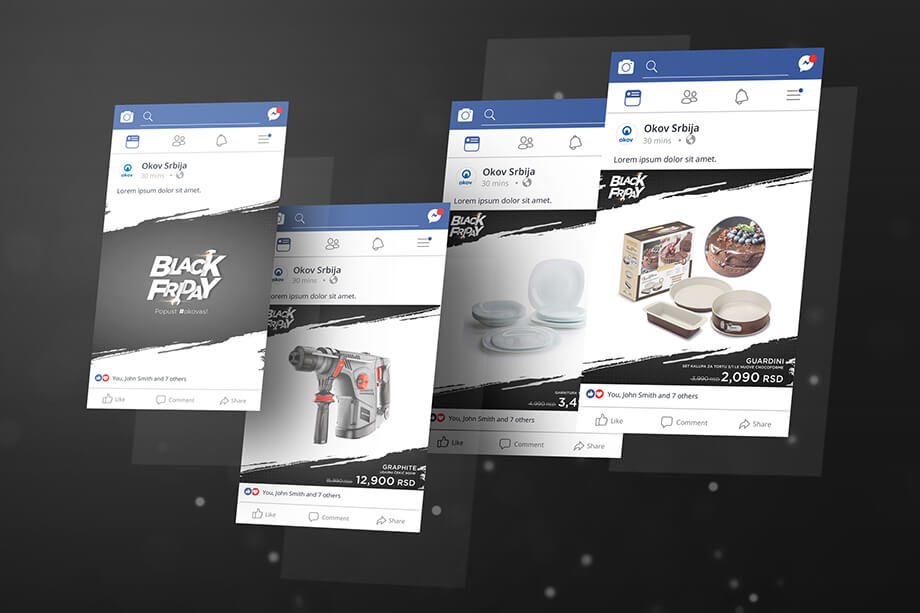 Okov Srbija
30 mins
okov
Lorem ipsum dolor sit amet.
BLACK
FRIDAY
Popust #okovas!
You, John Smith and 7 others
Like
Comment
Share
Okov Srbija
30 mins
okov
Lorem ipsum dolor sit amet.
BLACK
FRIDAY
GRAPHITE
12,900 RSD
You, John Smith and 7 others
Like
Comment
Share
Okov Srbija
30 mins
okov
Lorem ipsum dolor sit amet.
BLACK
FRIDAY
4,990 RSD 3,4
You, John Smith and 7 others
Like
Comment
Share
Okov Srbija
30 mins
okov
Lorem ipsum dolor sit amet.
BLACK
FRIDAY
GUARDINI
SET KALUPA ZA TORTU 3/1 LE NUOVE CHOCOFORME
3,990 RSD 2,090 RSD
You, John Smith and 7 others
Like
Comment
Share